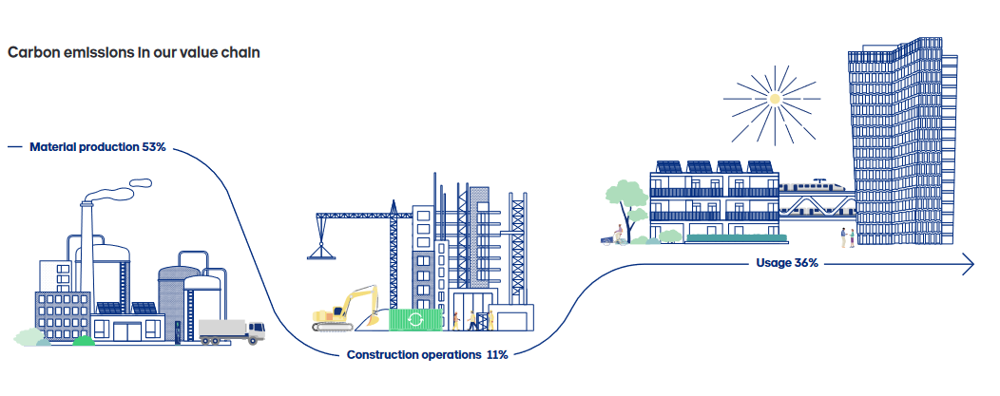 Carbon emissions in our value chain
Material production 53%
Construction operations 11%
Usage 36%